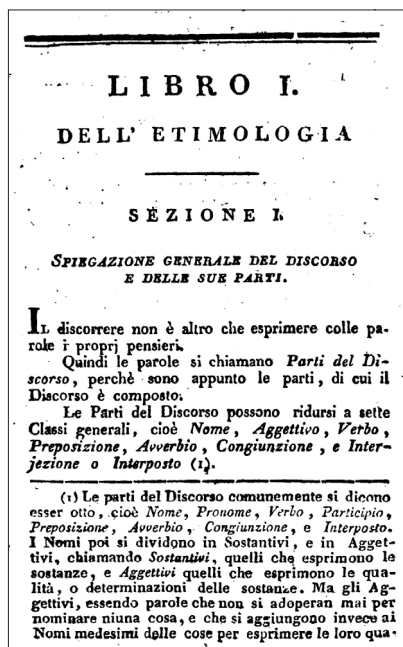 LIBRO I.
DELL' ETIMOLOGIA
SEZIONE I.
SPIEGAZIONE GENERALE DEL DISCORSO
E DELLE SUE PARTI.
IL discorrere non è altro che esprimere colle pa-
role i proprj pensieri.
Quindi le parole si chiamano Parti del Di-
scorso, perchè sono appunto le parti, di cui il
Discorso è composto.
Le Parti del Discorso possono ridursi a sette
Classi generali, cioè Nome, Aggettivo, Verbo,
Preposizione, Avverbio, Congiunzione, e Inter-
jezione o Interposto (1).
(1) Le parti del Discorso comunemente si dicono
esser otto, cioè Nome, Pronome, Verbo, Participio,
Preposizione, Avverbio, Congiunzione, e Interposto.
I Nomi poi si dividono in Sostantivi, e in Agget-
tivi, chiamando Sostantivi, quelli che esprimono le
sostanze, e Aggettivi quelli che esprimono le qua-
lità, o determinazioni delle sostanze. Ma gli Ag-
gettivi, essendo parole che non si adoperan mai per
nominare niuna cosa, e che si aggiungono invece ai
Nomi medesimi delle cose per esprimere le loro qua-